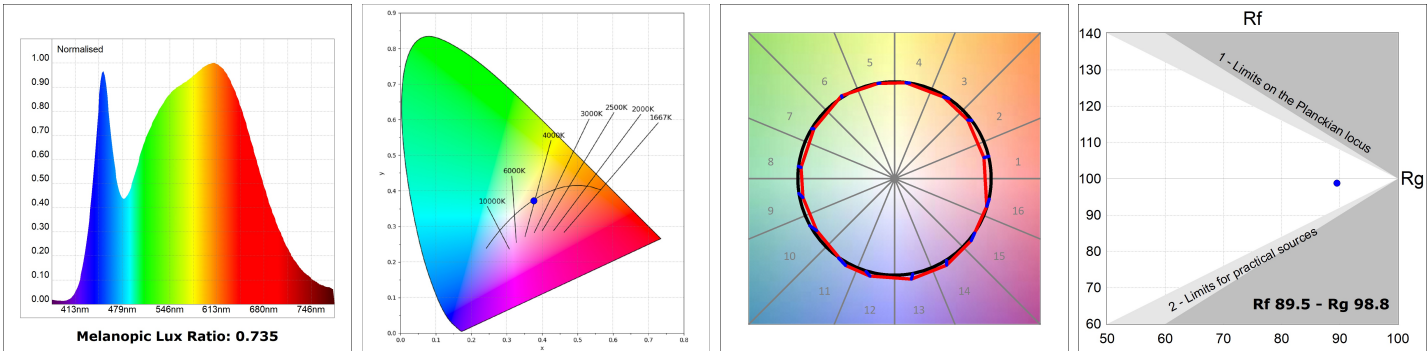 Normalised
1.00
0.90
0.80
0.70
0.60
0.50
0.40
0.30
0.20
0.10
0.00
413nm 479nm 546nm 613nm 680nm 746nm
Melanopic Lux Ratio: 0.735
0.9
0.8
0.7
0.6
0.5
0.4
0.3
0.2
0.1
0.0
y
0.0 0.1 0.2 0.3 0.4 0.5 0.6 0.7 0.8
x
10000K
6000K
4000K
3000K
2500K
2000K
1667K
1
2
3
4
5
6
7
8
9
10
11
12
13
14
15
16
Rf
140
130
120
110
100
90
80
70
60
50 60 70 80 90 100
Rg
1 - Limits on the Planckian locus
2 - Limits for practical sources
Rf 89.5 - Rg 98.8